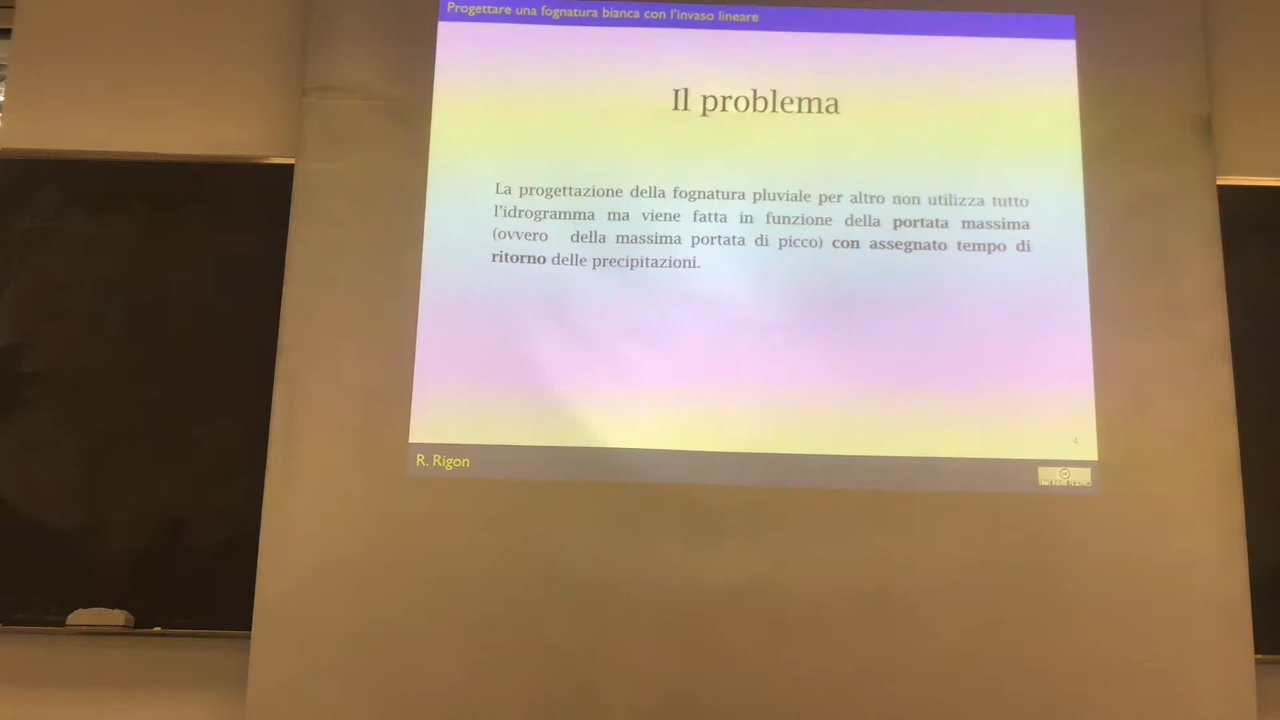 Progettare una fognatura bianca con l'invaso lineare
Il problema
La progettazione della fognatura pluviale per altro non utilizza tutto
l'idrogramma ma viene fatta in funzione della portata massima
(ovvero della massima portata di picco) con assegnato tempo di
ritorno delle precipitazioni.
4
R. Rigon